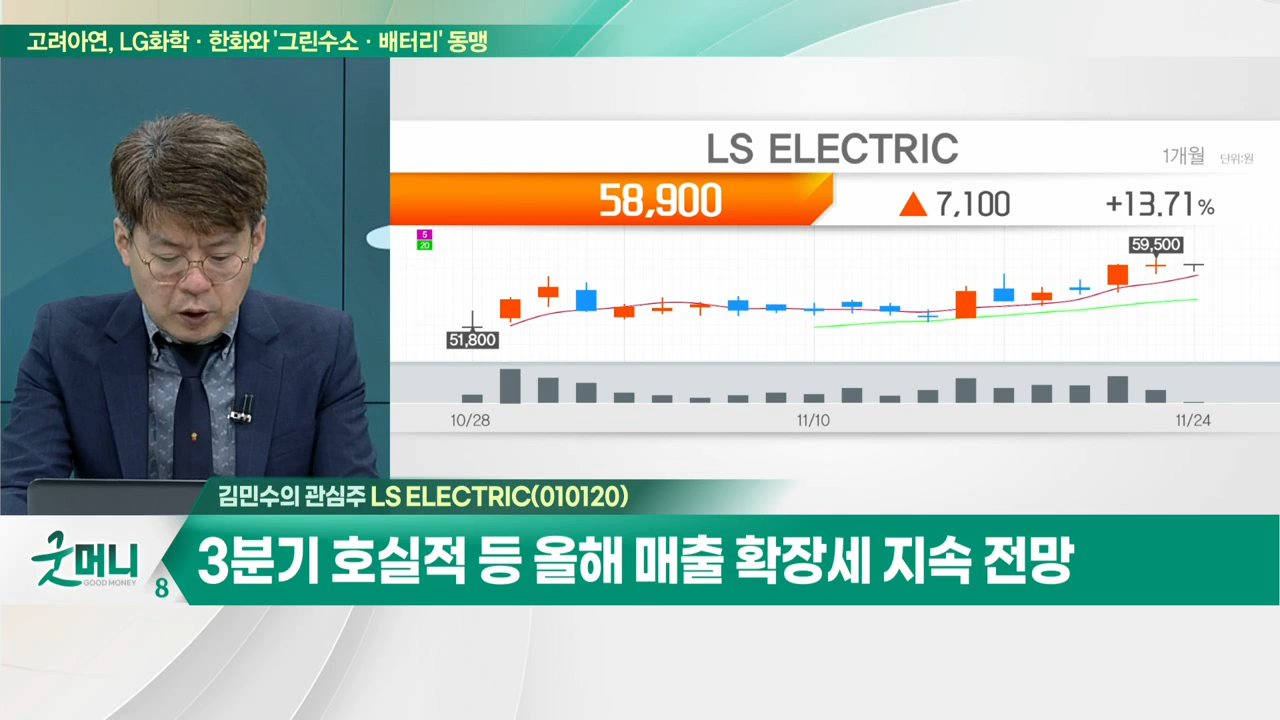 고려아연, LG화학 · 한화와 '그린수소 · 배터리' 동맹
LS ELECTRIC
1개월 단위:원
58,900 ▲ 7,100 +13.71%
5
20
59,500
51,800
10/28 11/10 11/24
김민수의 관심주 LS ELECTRIC(010120)
굿머니
GOOD MONEY
8
3분기 호실적 등 올해 매출 확장세 지속 전망